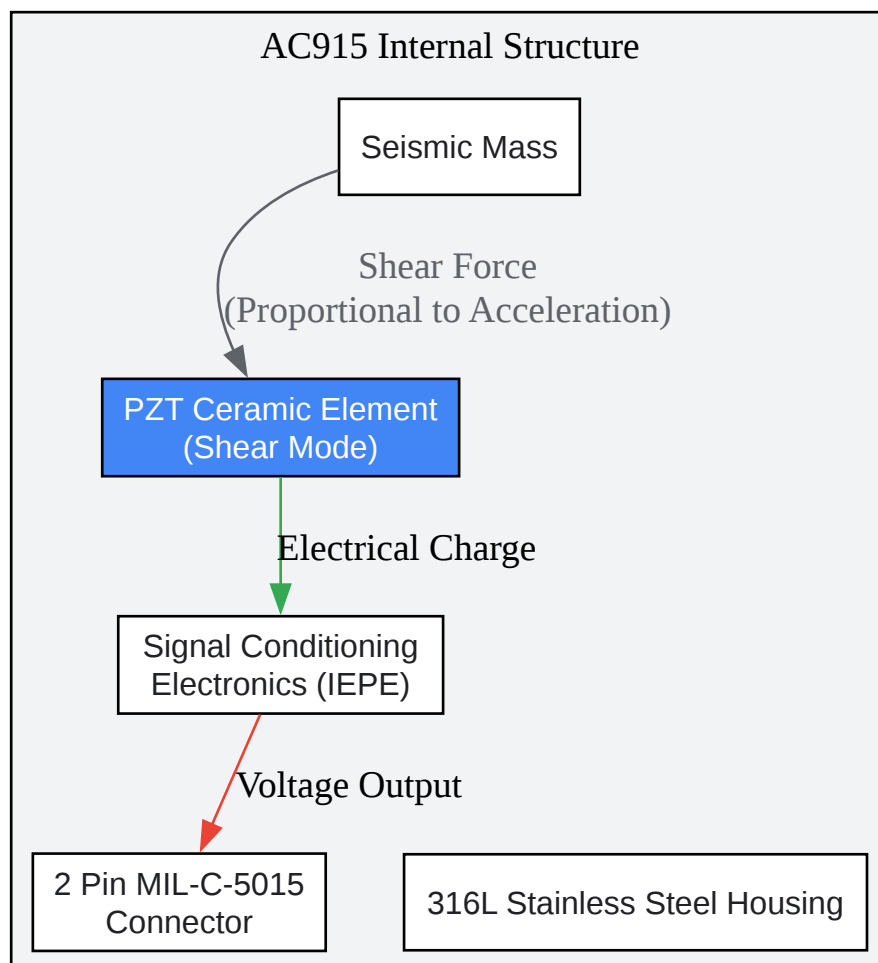 AC915 Internal Structure
Seismic Mass
Shear Force
(Proportional to Acceleration)
PZT Ceramic Element
(Shear Mode)
Electrical Charge
Signal Conditioning
Electronics (IEPE)
Voltage Output
2 Pin MIL-C-5015
Connector
316L Stainless Steel Housing